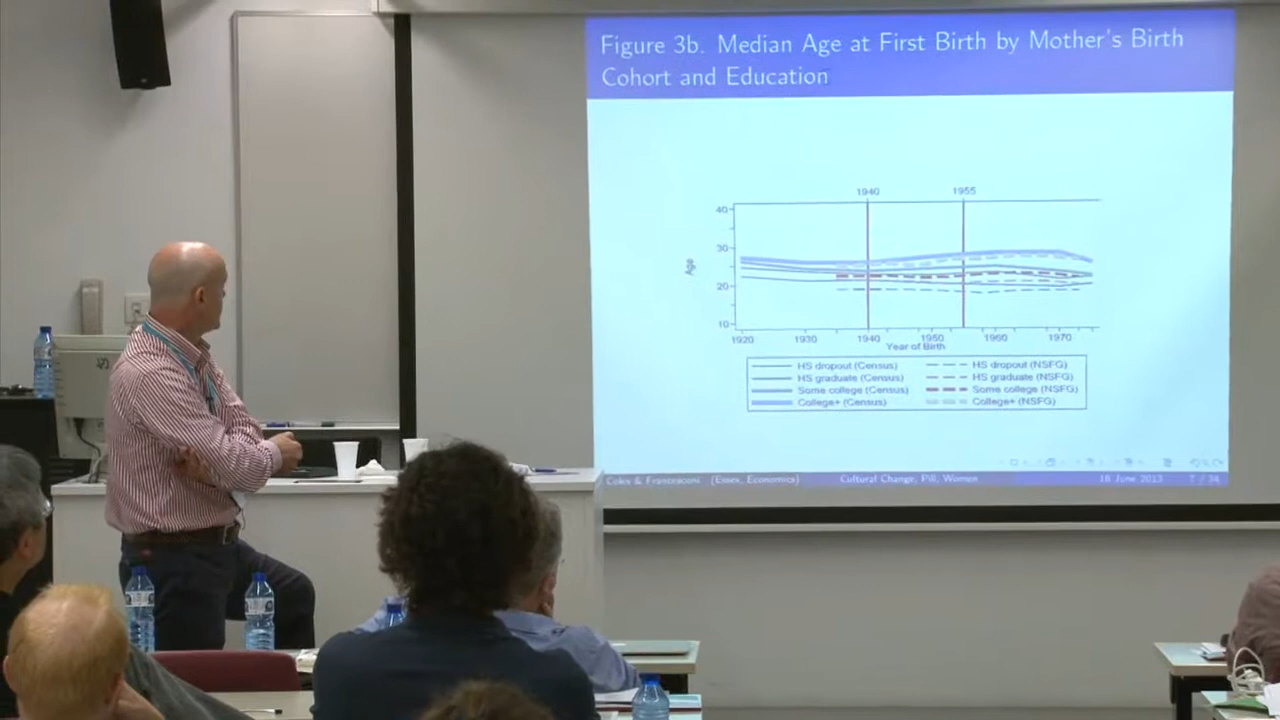 Figure 3b. Median Age at First Birth by Mother's Birth
Cohort and Education
1940 1955
40
30
20
10
Age
1920 1930 1940 1950 1960 1970
Year of Birth
HS dropout (Census) HS dropout (NSFG)
HS graduate (Census) HS graduate (NSFG)
Some college (Census) Some college (NSFG)
College+ (Census) College+ (NSFG)
Coles & Francesconi (Essex, Economics) Cultural Change, Pill, Women 18 June 2013 7 / 34